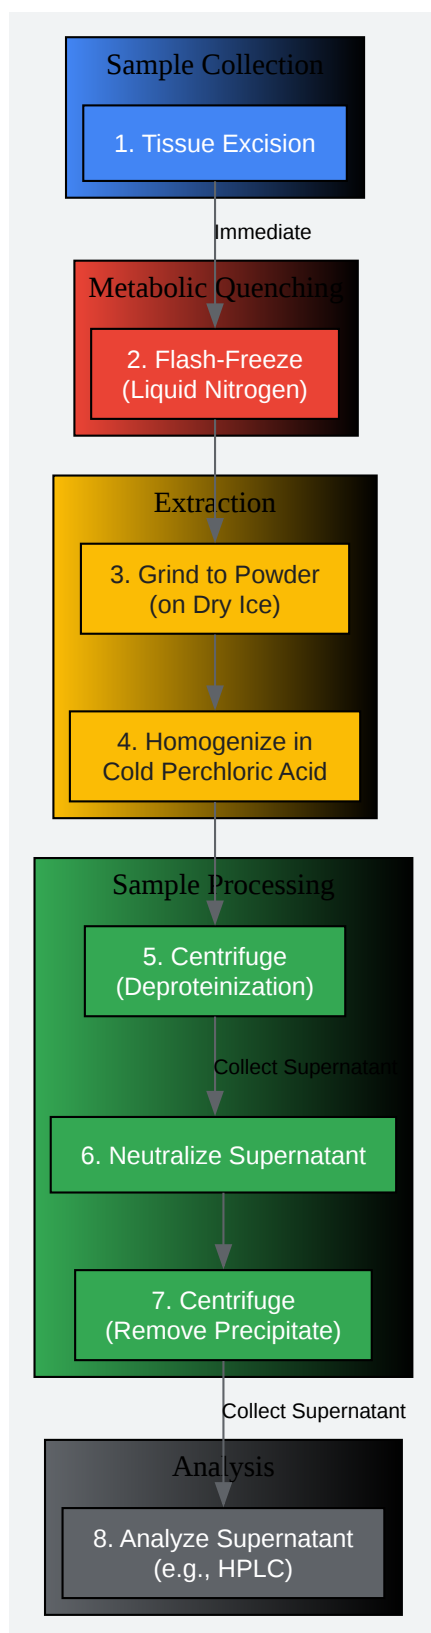 Sample Collection
1. Tissue Excision
Immediate
Metabolic Quenching
2. Flash-Freeze
(Liquid Nitrogen)
Extraction
3. Grind to Powder
(on Dry Ice)
4. Homogenize in
Cold Perchloric Acid
Sample Processing
5. Centrifuge
(Deproteinization)
Collect Supernatant
6. Neutralize Supernatant
7. Centrifuge
(Remove Precipitate)
Collect Supernatant
Analysis
8. Analyze Supernatant
(e.g., HPLC)